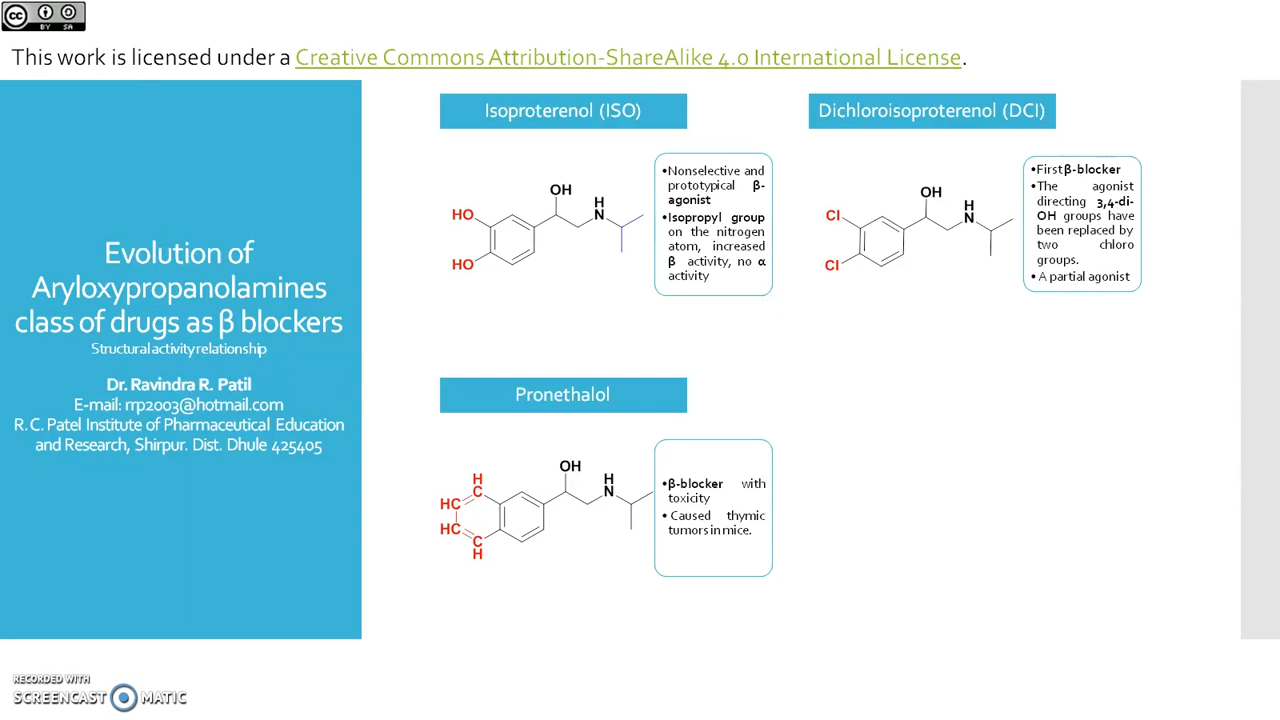 CC BY SA
This work is licensed under a Creative Commons Attribution-ShareAlike 4.0 International License.
Evolution of
Aryloxypropanolamines
class of drugs as β blockers
Structural activity relationship
Dr. Ravindra R. Patil
E-mail: rrp2003@hotmail.com
R. C. Patel Institute of Pharmaceutical Education
and Research, Shirpur. Dist. Dhule 425405
Isoproterenol (ISO)
HO
HO
OH
H
N
•Nonselective and
prototypical β-
agonist
•Isopropyl group
on the nitrogen
atom, increased
β activity, no α
activity
Dichloroisoproterenol (DCI)
Cl
Cl
OH
H
N
•First β-blocker
•The agonist
directing 3,4-di-
OH groups have
been replaced by
two chloro
groups.
• A partial agonist
Pronethalol
H
C
HC
HC
C
H
OH
H
N
•β-blocker with
toxicity
• Caused thymic
tumors in mice.
RECORDED WITH
SCREENCAST MATIC